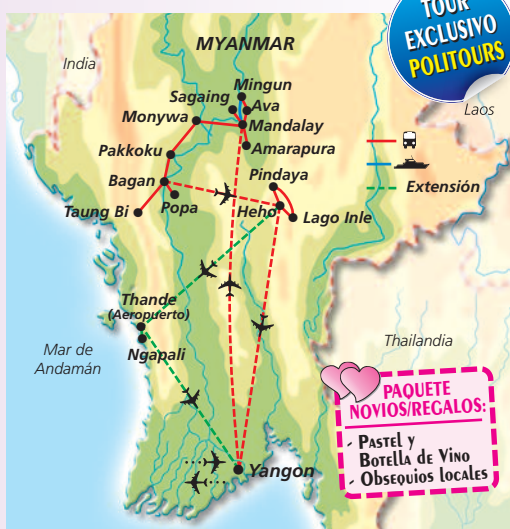 TOUR
EXCLUSIVO
POLITOURS
MYANMAR
India
Laos
Mingun
Sagaing
Ava
Monywa
Mandalay
Amarapura
Pakkoku
Pindaya
Bagan
Extensión
Taung Bi
Popa
Heho
Lago Inle
Thande
(Aeropuerto)
Ngapali
Mar de
Andamán
Thailandia
PAQUETE
NOVIOS/REGALOS:
- Pastel y
Botella de Vino
- Obsequios locales
Yangon